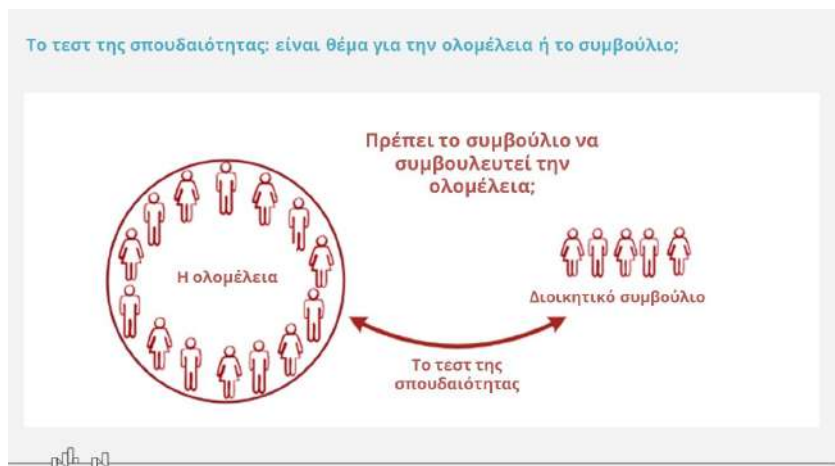 Το τεστ της σπουδαιότητας: είναι θέμα για την ολομέλεια ή το συμβούλιο;
Πρέπει το συμβούλιο να
συμβουλευτεί την
ολομέλεια;
Η ολομέλεια
Διοικητικό συμβούλιο
Το τεστ της
σπουδαιότητας